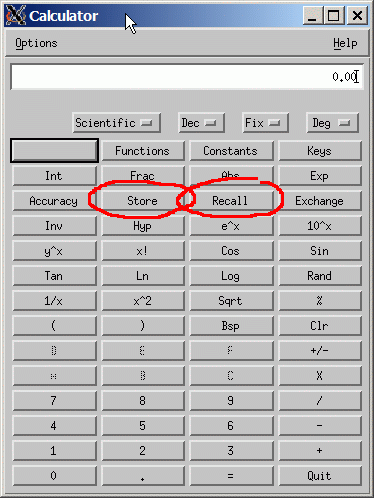 Calculator
Options Help
0.00
Scientific Dec Fix Deg
Functions Constants Keys
Int Frac Abs Exp
Accuracy Store Recall Exchange
Inv Hyp e^x 10^x
y^x x! Cos Sin
Tan Ln Log Rand
1/x x^2 Sqrt %
( ) Bsp Clr
D E F +/-
B C X
7 8 9 /
4 5 6 -
1 2 3 +
0 . = Quit